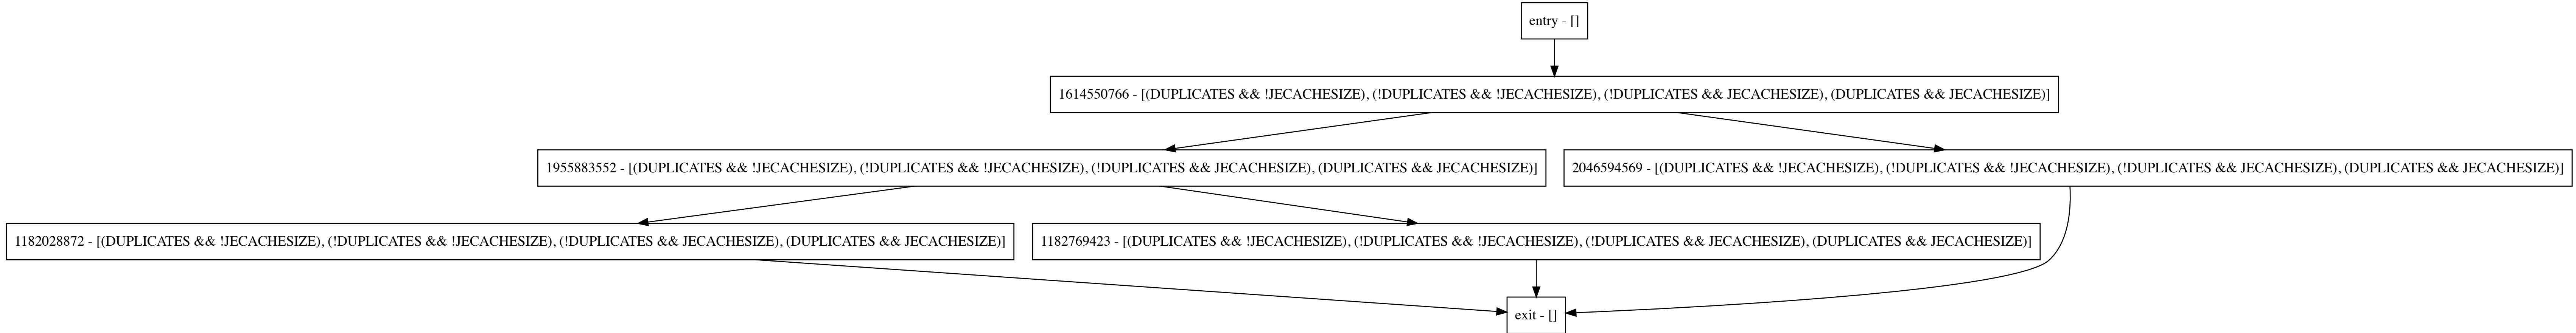 entry - []
1614550766 - [(DUPLICATES && !JECACHESIZE), (!DUPLICATES && !JECACHESIZE), (!DUPLICATES && JECACHESIZE), (DUPLICATES && JECACHESIZE)]
1955883552 - [(DUPLICATES && !JECACHESIZE), (!DUPLICATES && !JECACHESIZE), (!DUPLICATES && JECACHESIZE), (DUPLICATES && JECACHESIZE)]
2046594569 - [(DUPLICATES && !JECACHESIZE), (!DUPLICATES && !JECACHESIZE), (!DUPLICATES && JECACHESIZE), (DUPLICATES && JECACHESIZE)]
1182028872 - [(DUPLICATES && !JECACHESIZE), (!DUPLICATES && !JECACHESIZE), (!DUPLICATES && JECACHESIZE), (DUPLICATES && JECACHESIZE)]
1182769423 - [(DUPLICATES && !JECACHESIZE), (!DUPLICATES && !JECACHESIZE), (!DUPLICATES && JECACHESIZE), (DUPLICATES && JECACHESIZE)]
exit - []